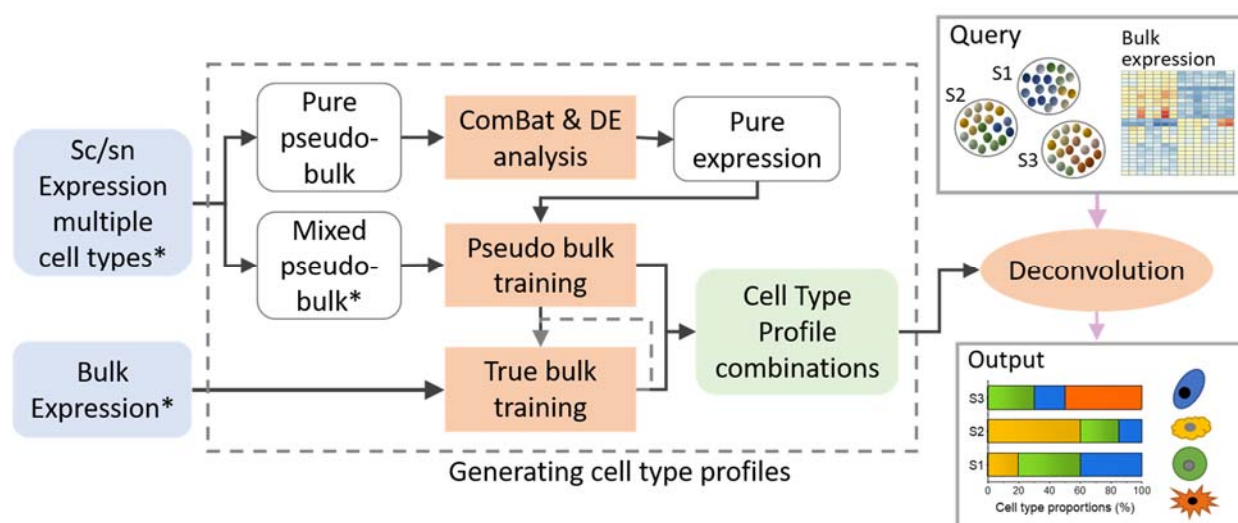 Sc/sn
Expression
multiple
cell types*
Bulk
Expression*
Pure
pseudo-
bulk
ComBat & DE
analysis
Pure
expression
Mixed
pseudo-
bulk*
Pseudo bulk
training
True bulk
training
Cell Type
Profile
combinations
Generating cell type profiles
Query
Bulk
expression
S1
S2
S3
Deconvolution
Output
S3
S2
S1
0 20 40 60 80 100
Cell type proportions (%)